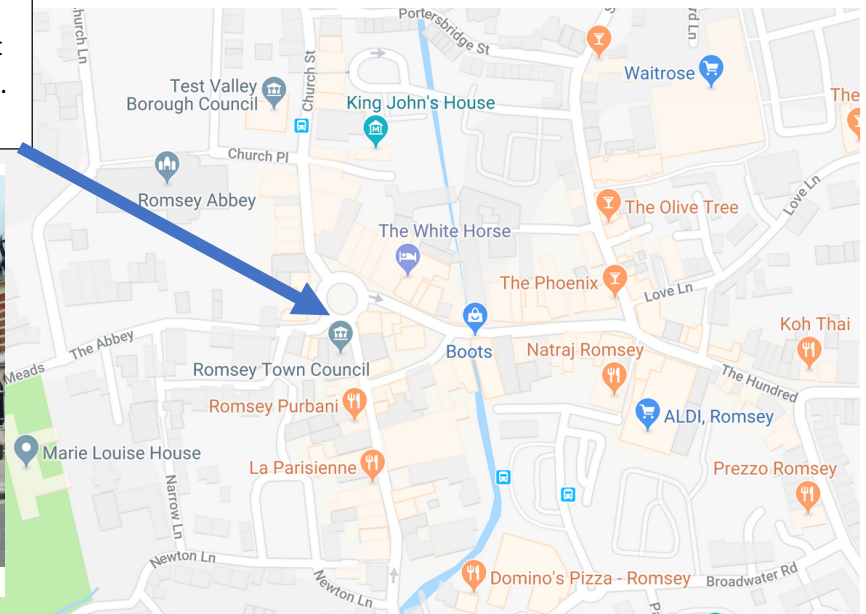 Portersbridge St
Church St
Waitrose
Test Valley
Borough Council
King John's House
The
Church Pl
Romsey Abbey
Love Ln
The Olive Tree
The White Horse
The Phoenix
Love Ln
Koh Thai
The Abbey
Boots
Natraj Romsey
Meads
Romsey Town Council
The Hundred
Romsey Purbani
ALDI, Romsey
Marie Louise House
La Parisienne
Prezzo Romsey
Narrow Ln
Newton Ln
Newton Ln
Domino's Pizza - Romsey
Broadwater Rd